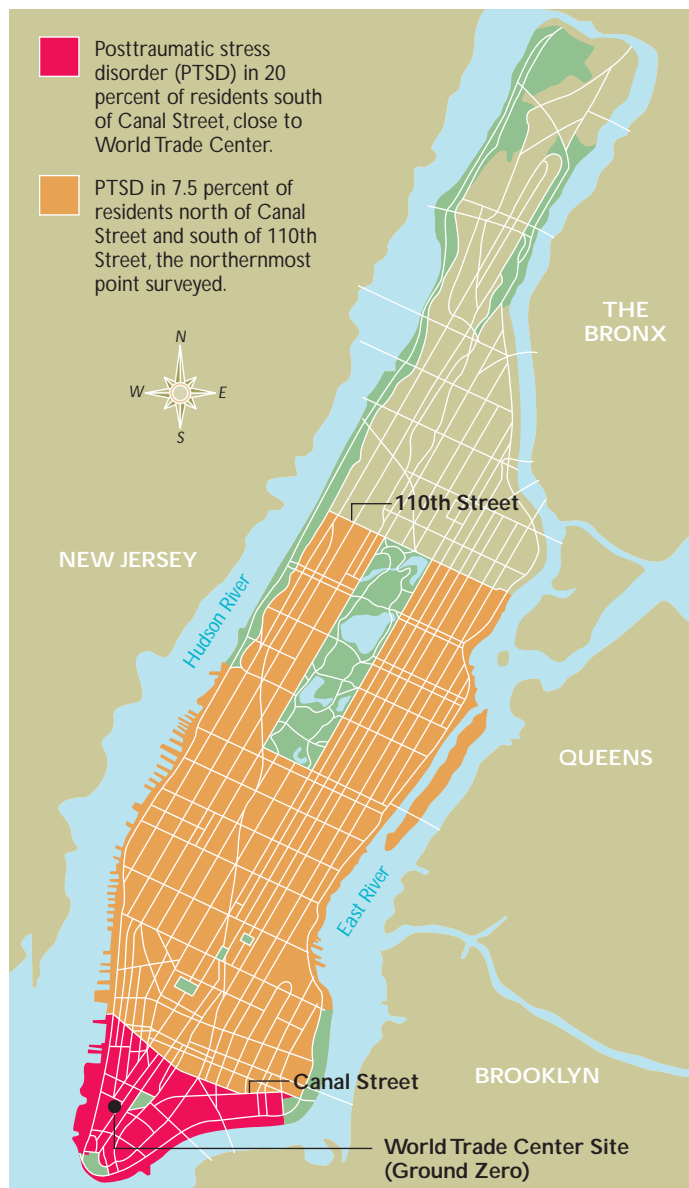 Posttraumatic stress
disorder (PTSD) in 20
percent of residents south
of Canal Street, close to
World Trade Center.
PTSD in 7.5 percent of
residents north of Canal
Street and south of 110th
Street, the northernmost
point surveyed.
N
W
E
S
THE
BRONX
110th Street
NEW JERSEY
Hudson River
QUEENS
East River
Canal Street
BROOKLYN
World Trade Center Site
(Ground Zero)